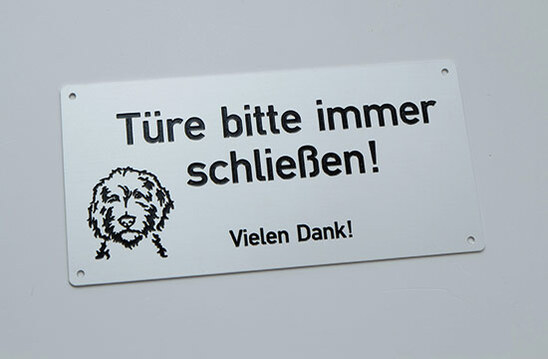 Türe bitte immer
schließen!
Vielen Dank!